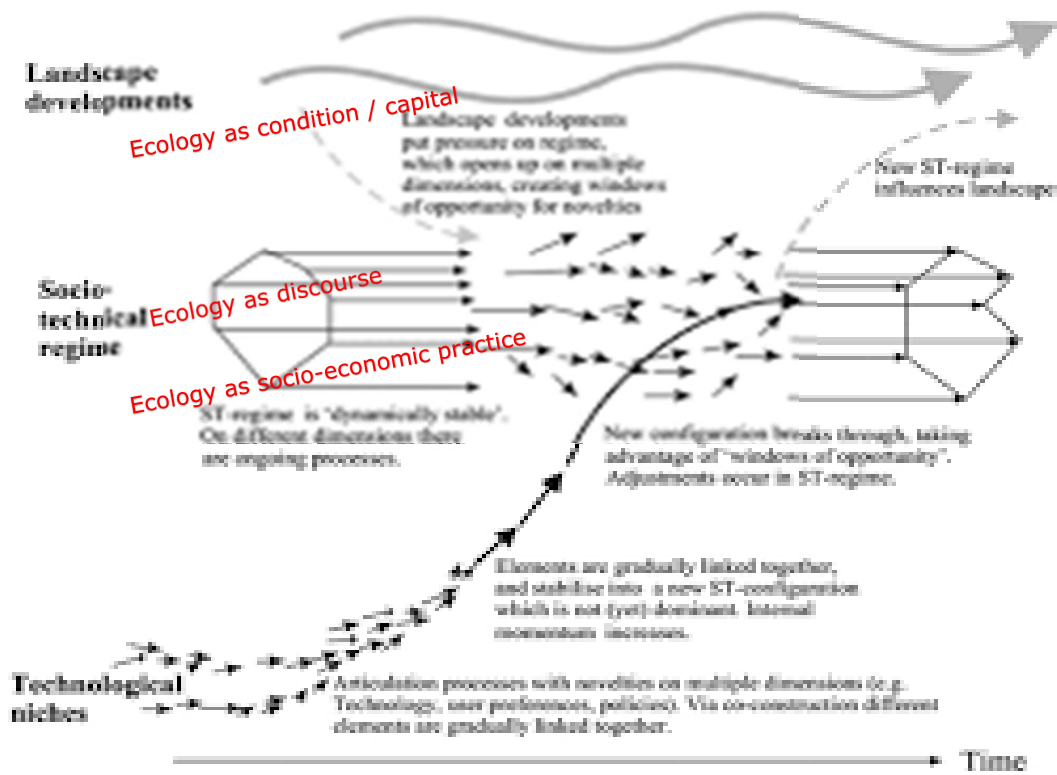 Landscape
developments
Ecology as condition / capital
Landscape developments
put pressure on regime,
which opens up on multiple
dimensions, creating windows
of opportunity for novelties
New ST-regime
influences landscape
Socio-
technical
regime
Ecology as discourse
Ecology as socio-economic practice
ST-regime is 'dynamically stable'.
On different dimensions there
are ongoing processes.
New configuration breaks through, taking
advantage of 'windows of opportunity'.
Adjustments occur in ST-regime.
Elements are gradually linked together,
and stabilise into a new ST-configuration
which is not (yet) dominant. Internal
momentum increases.
Technological
niches
Articulation processes with novelties on multiple dimensions (e.g.
Technology, user preferences, policies). Via co-construction different
elements are gradually linked together.
Time